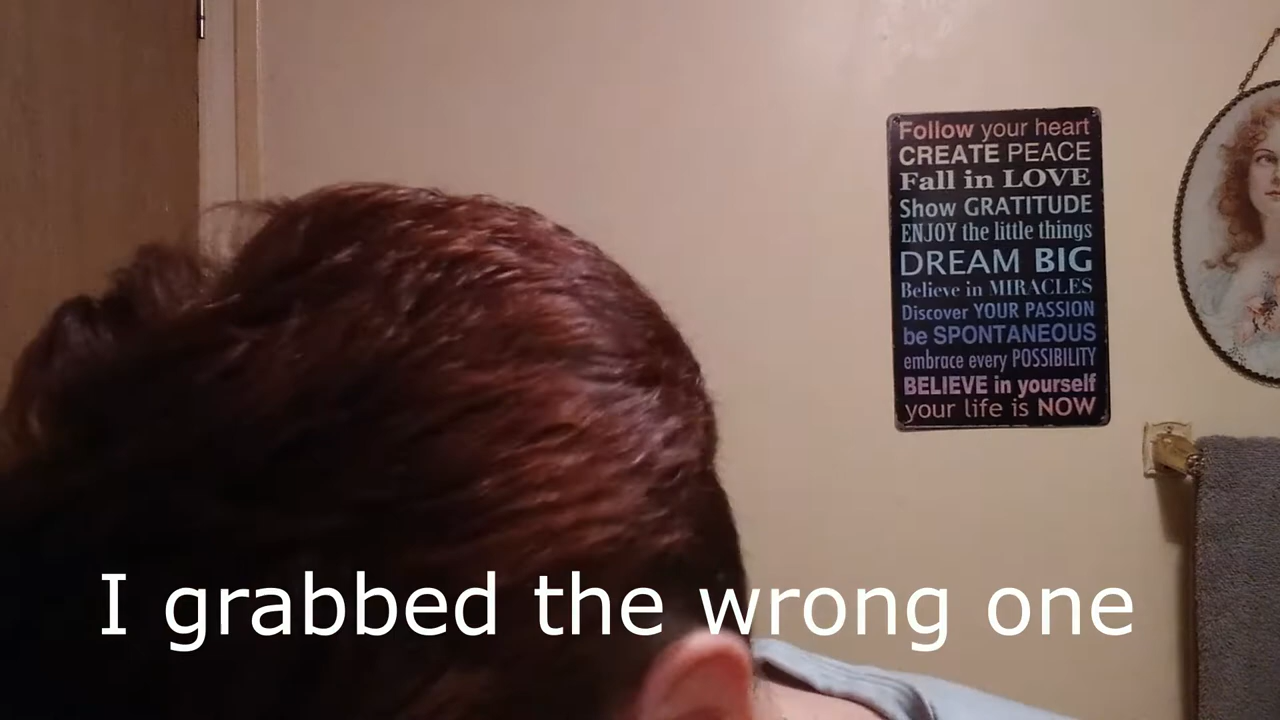 Follow your heart
CREATE PEACE
Fall in LOVE
Show GRATITUDE
ENJOY the little things
DREAM BIG
Believe in MIRACLES
Discover YOUR PASSION
be SPONTANEOUS
embrace every POSSIBILITY
BELIEVE in yourself
your life is NOW
I grabbed the wrong one